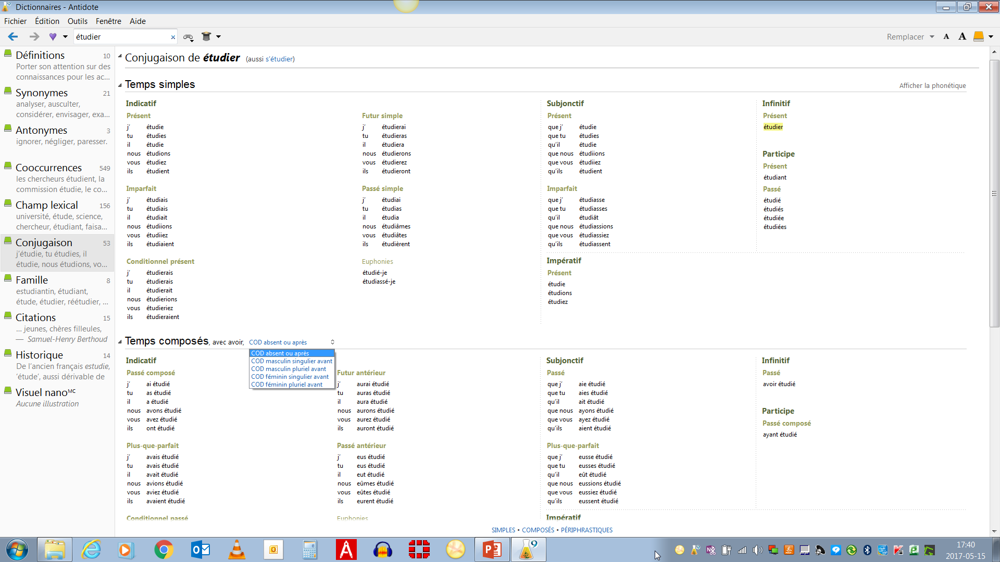 Dictionnaires - Antidote
Fichier Édition Outils Fenêtre Aide
étudier × Remplacer A A
Définitions 10
Porter son attention sur des
connaissances pour les ac...
Synonymes 21
analyser, ausculter,
considérer, envisager, exa...
Antonymes 3
ignorer, négliger, paresser.
Cooccurrences 549
les chercheurs étudient, la
commission étudie, le co...
Champ lexical 156
université, étude, science,
chercheur, étudiant, faisa...
Conjugaison 53
j'étudie, tu étudies, il
étudie, nous étudions, vo...
Famille 8
estudiantin, étudiant,
étude, étudier, réétudier, ...
Citations 15
... jeunes, chères filleules,
— Samuel-Henry Berthoud
Historique 14
De l'ancien français estudie,
'étude', aussi dérivable de
Visuel nanoMC
Aucune illustration
Conjugaison de étudier (aussi s'étudier)
Temps simples
Afficher la phonétique
Indicatif
Présent
j' étudie
tu étudies
il étudie
nous étudions
vous étudiez
ils étudient
Imparfait
j' étudiais
tu étudiais
il étudiait
nous étudiions
vous étudiiez
ils étudiaient
Conditionnel présent
j' étudierais
tu étudierais
il étudierait
nous étudierions
vous étudieriez
ils étudieraient
Futur simple
j' étudierai
tu étudieras
il étudiera
nous étudierons
vous étudierez
ils étudieront
Passé simple
j' étudiai
tu étudias
il étudia
nous étudiâmes
vous étudiâtes
ils étudièrent
Euphonies
étudié-je
étudiassé-je
Subjonctif
Présent
que j' étudie
que tu étudies
qu'il étudie
que nous étudiions
que vous étudiiez
qu'ils étudient
Imparfait
que j' étudiasse
que tu étudiasses
qu'il étudiât
que nous étudiassions
que vous étudiassiez
qu'ils étudiassent
Impératif
Présent
étudie
étudions
étudiez
Infinitif
Présent
étudier
Participe
Présent
étudiant
Passé
étudié
étudiés
étudiée
étudiées
Temps composés, avec avoir, COD absent ou après
COD absent ou après
COD masculin singulier avant
COD masculin pluriel avant
COD féminin singulier avant
COD féminin pluriel avant
Indicatif
Passé composé
j' ai étudié
tu as étudié
il a étudié
nous avons étudié
vous avez étudié
ils ont étudié
Plus-que-parfait
j' avais étudié
tu avais étudié
il avait étudié
nous avions étudié
vous aviez étudié
ils avaient étudié
Conditionnel passé
Futur antérieur
j' aurai étudié
tu auras étudié
il aura étudié
nous aurons étudié
vous aurez étudié
ils auront étudié
Passé antérieur
j' eus étudié
tu eus étudié
il eut étudié
nous eûmes étudié
vous eûtes étudié
ils eurent étudié
Euphonies
Subjonctif
Passé
que j' aie étudié
que tu aies étudié
qu'il ait étudié
que nous ayons étudié
que vous ayez étudié
qu'ils aient étudié
Plus-que-parfait
que j' eusse étudié
que tu eusses étudié
qu'il eût étudié
que nous eussions étudié
que vous eussiez étudié
qu'ils eussent étudié
Impératif
Infinitif
Passé
avoir étudié
Participe
Passé composé
ayant étudié
SIMPLES • COMPOSÉS • PÉRIPHRASTIQUES
17:40
2017-05-15